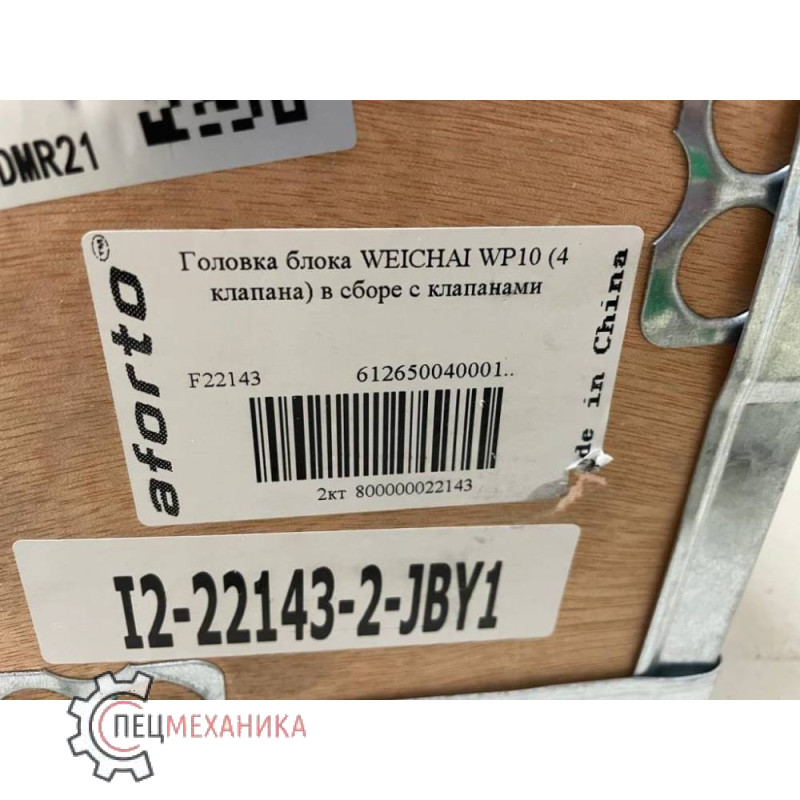 DMR21
aforto
Головка блока WEICHAI WP10 (4
клапана) в сборе с клапанами
F22143 612650040001..
2кт 800000022143
de in China
I2-22143-2-JBY1
СПЕЦМЕХАНИКА